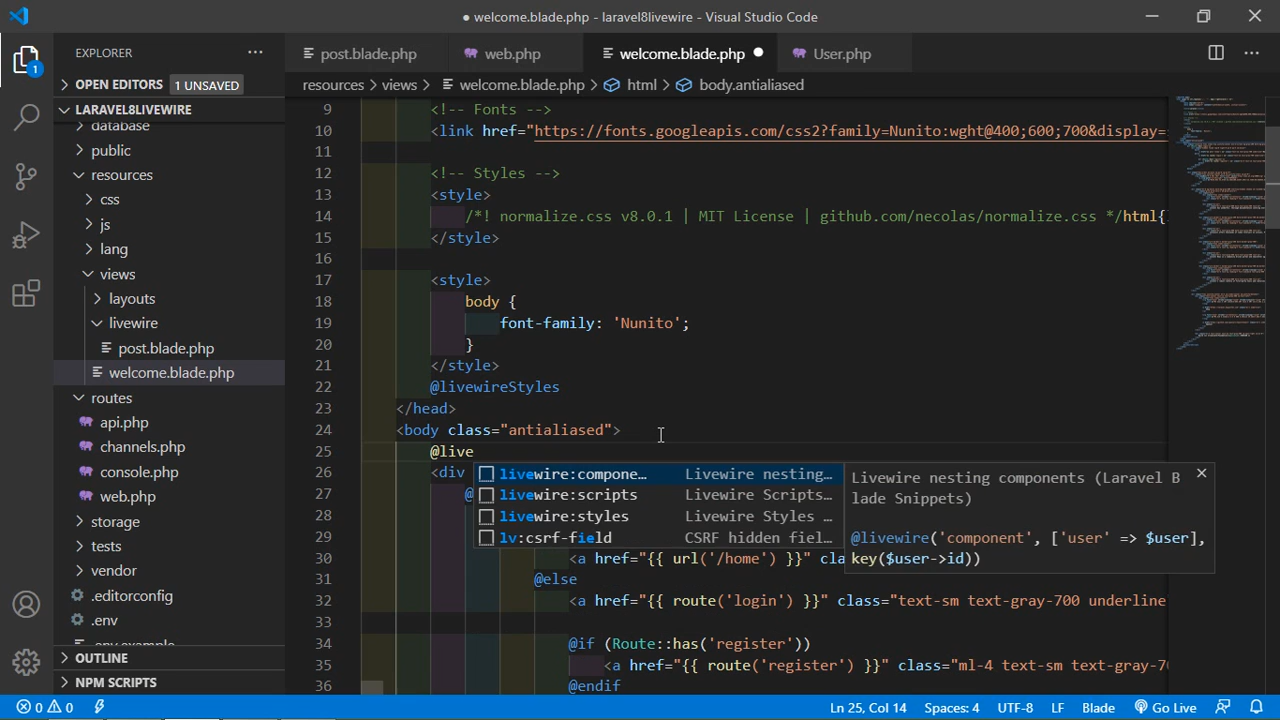 ● welcome.blade.php - laravel8livewire - Visual Studio Code
EXPLORER
1
OPEN EDITORS 1 UNSAVED
LARAVEL8LIVEWIRE
database
public
resources
css
js
lang
views
layouts
livewire
post.blade.php
welcome.blade.php
routes
api.php
channels.php
console.php
web.php
storage
tests
vendor
.editorconfig
.env
.env.example
OUTLINE
NPM SCRIPTS
post.blade.php web.php welcome.blade.php User.php
resources > views > welcome.blade.php > html > body.antialiased
9 <!-- Fonts -->
10 <link href="https://fonts.googleapis.com/css2?family=Nunito:wght@400;600;700&display=
11
12 <!-- Styles -->
13 <style>
14 /*! normalize.css v8.0.1 | MIT License | github.com/necolas/normalize.css */html{
15 </style>
16
17 <style>
18 body {
19 font-family: 'Nunito';
20 }
21 </style>
22 @livewireStyles
23 </head>
24 <body class="antialiased">
25 @live
26 <div
27 @
28
29
30 <a href="{{ url('/home') }}" cla
31 @else
32 <a href="{{ route('login') }}" class="text-sm text-gray-700 underline
33
34 @if (Route::has('register'))
35 <a href="{{ route('register') }}" class="ml-4 text-sm text-gray-70
36 @endif
livewire:compone… Livewire nesting…
livewire:scripts Livewire Scripts…
livewire:styles Livewire Styles …
lv:csrf-field CSRF hidden fiel…
Livewire nesting components (Laravel B
lade Snippets)
@livewire('component', ['user' => $user],
key($user->id))
0 0 Ln 25, Col 14 Spaces: 4 UTF-8 LF Blade Go Live